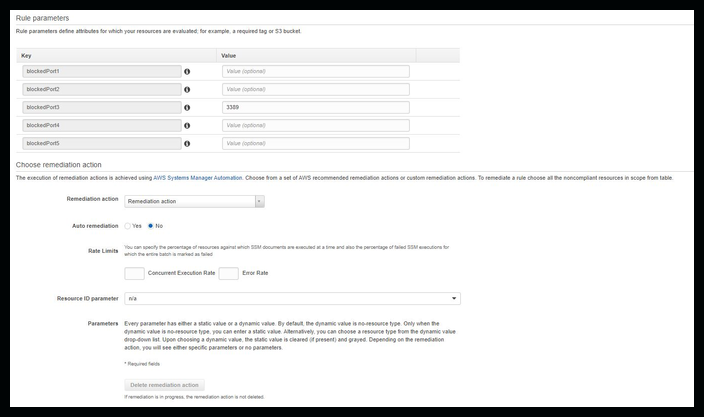 Rule parameters
Rule parameters define attributes for which your resources are evaluated, for example, a required tag or S3 bucket.
Key Value
blockedPort1 Value (optional)
blockedPort2 Value (optional)
blockedPort3 3389
blockedPort4 Value (optional)
blockedPort5 Value (optional)
Choose remediation action
The execution of remediation actions is achieved using AWS Systems Manager Automation. Choose from a set of AWS recommended remediation actions or custom remediation actions. To remediate a rule choose all the noncompliant resources in scope from table.
Remediation action Remediation action
Auto remediation Yes No
Rate Limits You can specify the percentage of resources against which SSM documents are executed at a time and also the percentage of failed SSM executions for
which the entire batch is marked as failed
Concurrent Execution Rate Error Rate
Resource ID parameter n/a
Parameters Every parameter has either a static value or a dynamic value. By default, the dynamic value is no-resource type. Only when the
dynamic value is no-resource type, you can enter a static value. Alternatively, you can choose a resource type from the dynamic value
drop-down list. Upon choosing a dynamic value, the static value is cleared (if present) and grayed. Depending on the remediation
action, you will see either specific parameters or no parameters.
* Required fields
Delete remediation action
If remediation is in progress, the remediation action is not deleted.